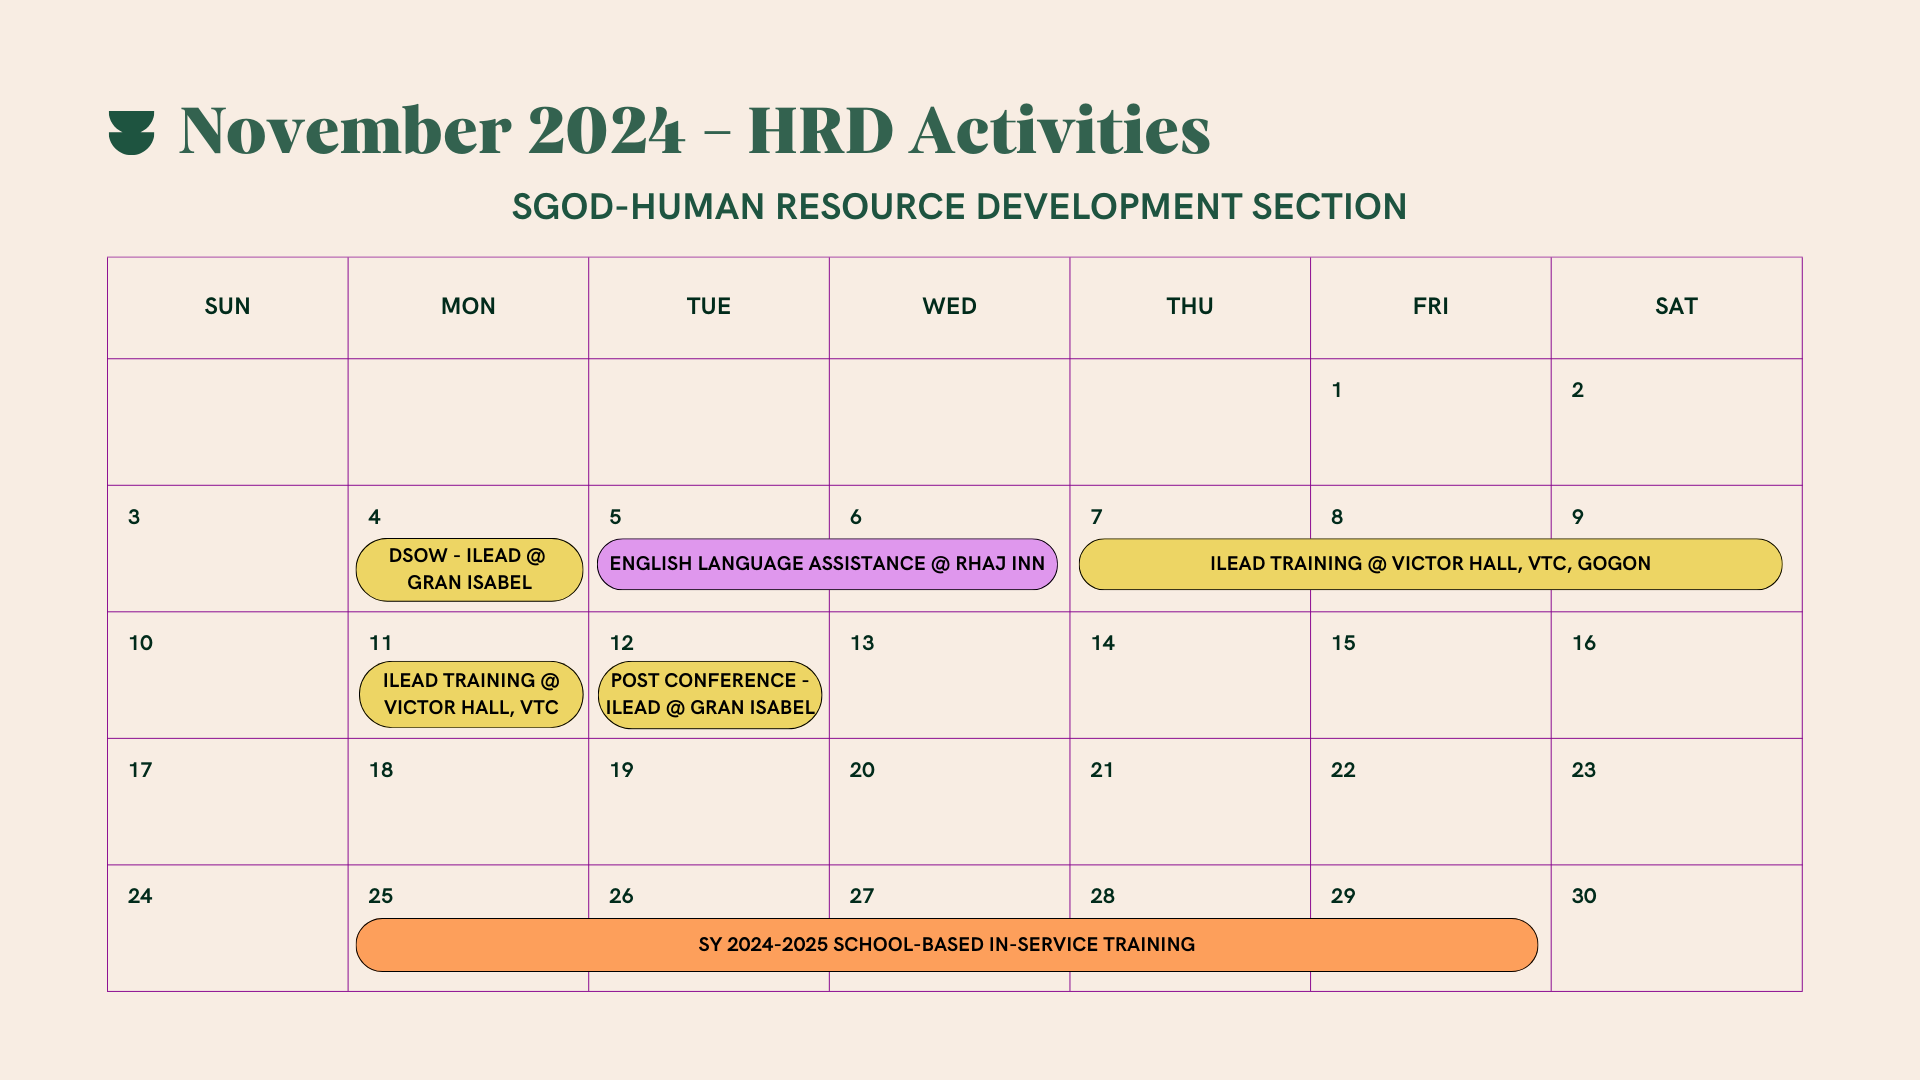 November 2024 – HRD Activities
SGOD-HUMAN RESOURCE DEVELOPMENT SECTION
SUN MON TUE WED THU FRI SAT
1 2
3 4 5 6 7 8 9
DSOW - ILEAD @
GRAN ISABEL
ENGLISH LANGUAGE ASSISTANCE @ RHAJ INN
ILEAD TRAINING @ VICTOR HALL, VTC, GOGON
10 11 12 13 14 15 16
ILEAD TRAINING @
VICTOR HALL, VTC
POST CONFERENCE -
ILEAD @ GRAN ISABEL
17 18 19 20 21 22 23
24 25 26 27 28 29 30
SY 2024-2025 SCHOOL-BASED IN-SERVICE TRAINING